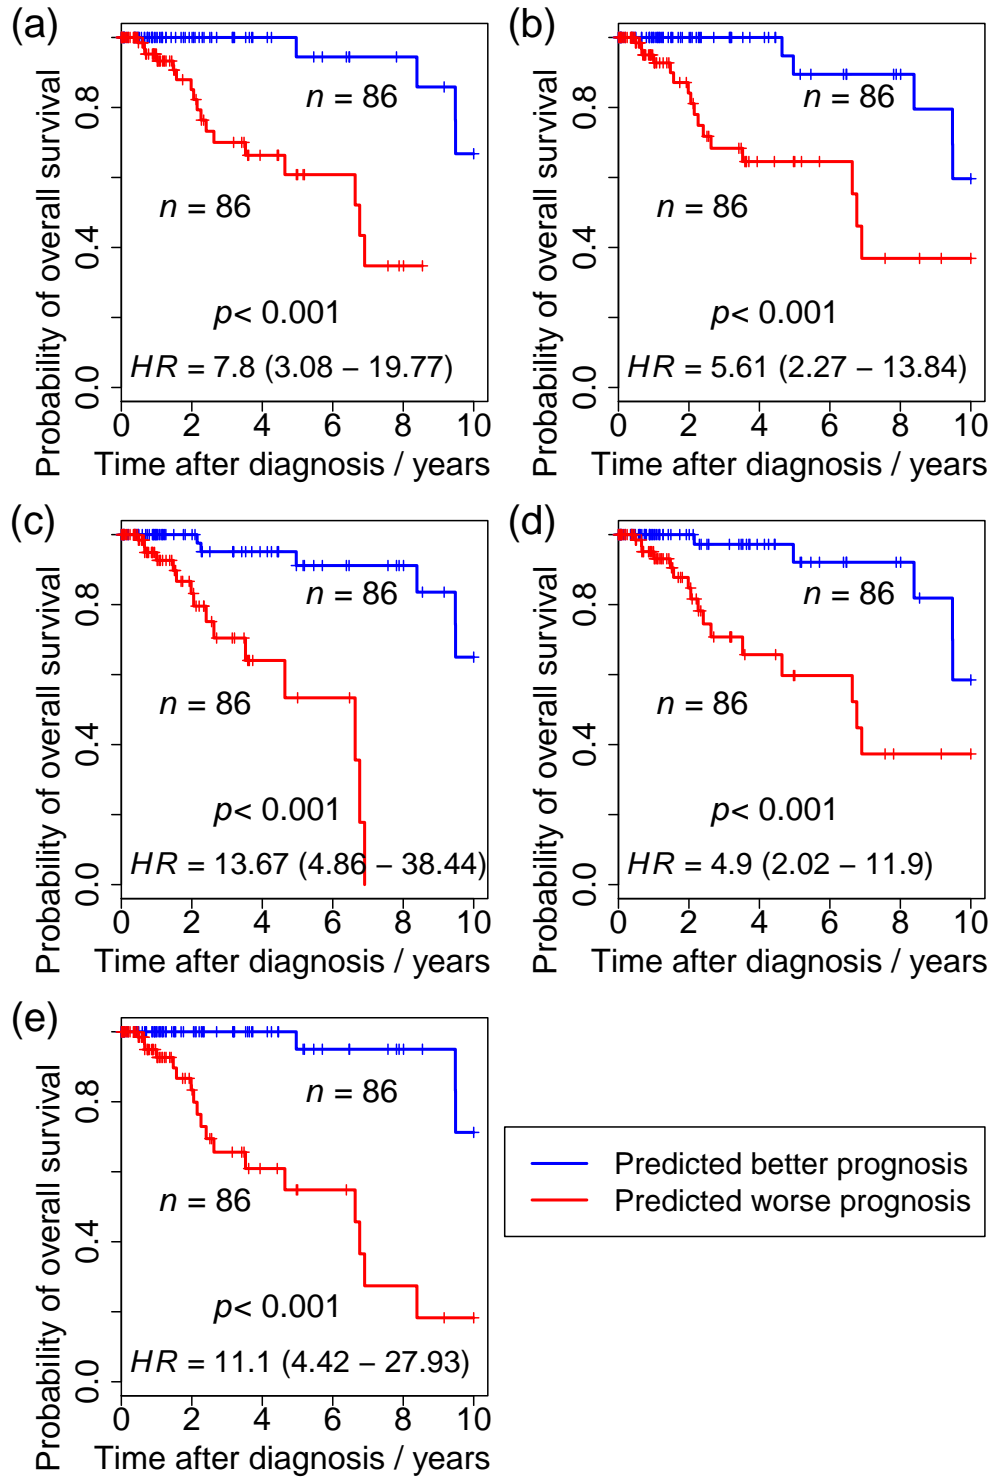 (a)
Probability of overall survival
0.0 0.4 0.8
n = 86
n = 86
p< 0.001
HR = 7.8 (3.08 – 19.77)
0 2 4 6 8 10
Time after diagnosis / years
(b)
Probability of overall survival
0.0 0.4 0.8
n = 86
n = 86
p< 0.001
HR = 5.61 (2.27 – 13.84)
0 2 4 6 8 10
Time after diagnosis / years
(c)
Probability of overall survival
0.0 0.4 0.8
n = 86
n = 86
p< 0.001
HR = 13.67 (4.86 – 38.44)
0 2 4 6 8 10
Time after diagnosis / years
(d)
Probability of overall survival
0.0 0.4 0.8
n = 86
n = 86
p< 0.001
HR = 4.9 (2.02 – 11.9)
0 2 4 6 8 10
Time after diagnosis / years
(e)
Probability of overall survival
0.0 0.4 0.8
n = 86
n = 86
p< 0.001
HR = 11.1 (4.42 – 27.93)
0 2 4 6 8 10
Time after diagnosis / years
Predicted better prognosis
Predicted worse prognosis